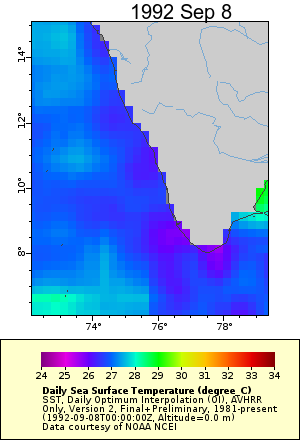 1992 Sep 8
14°
12°
10°
8°
74° 76° 78°
24 25 26 27 28 29 30 31 32 33 34
Daily Sea Surface Temperature (degree_C)
SST, Daily Optimum Interpolation (OI), AVHRR
Only, Version 2, Final+Preliminary, 1981-present
(1992-09-08T00:00:00Z, Altitude=0.0 m)
Data courtesy of NOAA NCEI